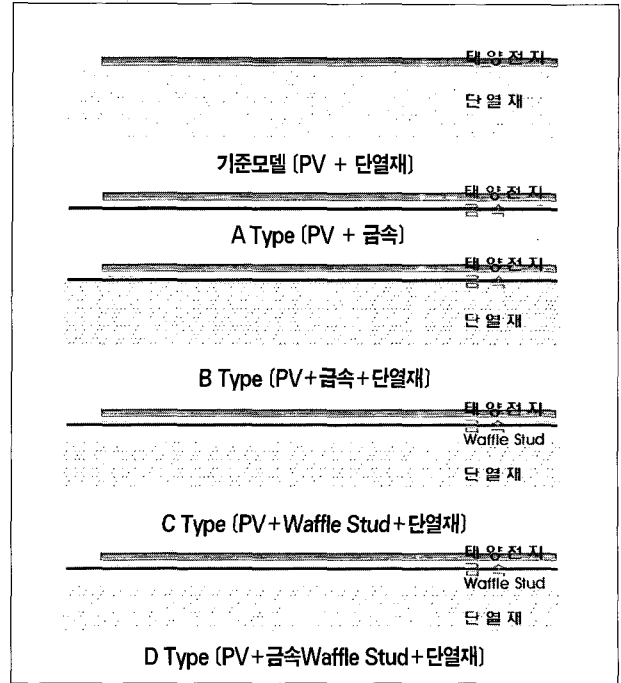 태양전지
단열재
기준모델 (PV + 단열재)
태양전지
금속
A Type (PV + 금속)
태양전지
금속
단열재
B Type (PV+금속+단열재)
태양전지
금속
Waffle Stud
단열재
C Type (PV+Waffle Stud+단열재)
태양전지
금속
Waffle Stud
단열재
D Type (PV+금속Waffle Stud+단열재)